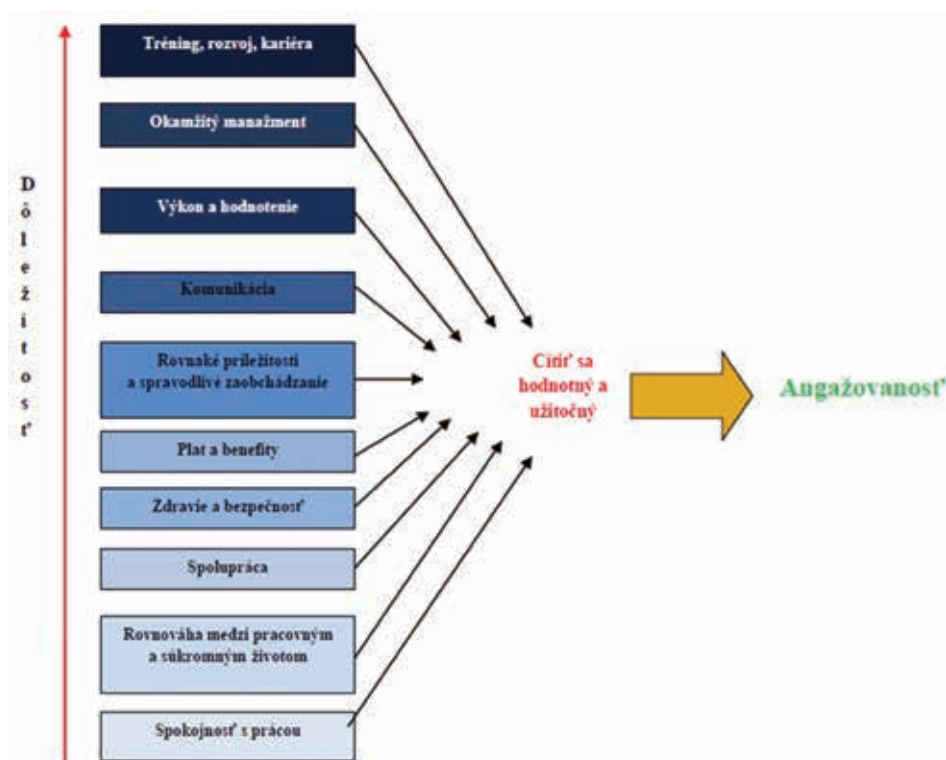 Dôležitosť
Tréning, rozvoj, kariéra
Okamžitý manažment
Výkon a hodnotenie
Komunikácia
Rovnaké príležitosti
a spravodlivé zaobchádzanie
Plat a benefity
Zdravie a bezpečnosť
Spolupráca
Rovnováha medzi pracovným
a súkromným životom
Spokojnosť s prácou
Cítiť sa
hodnotný a
užitočný
Angažovanosť